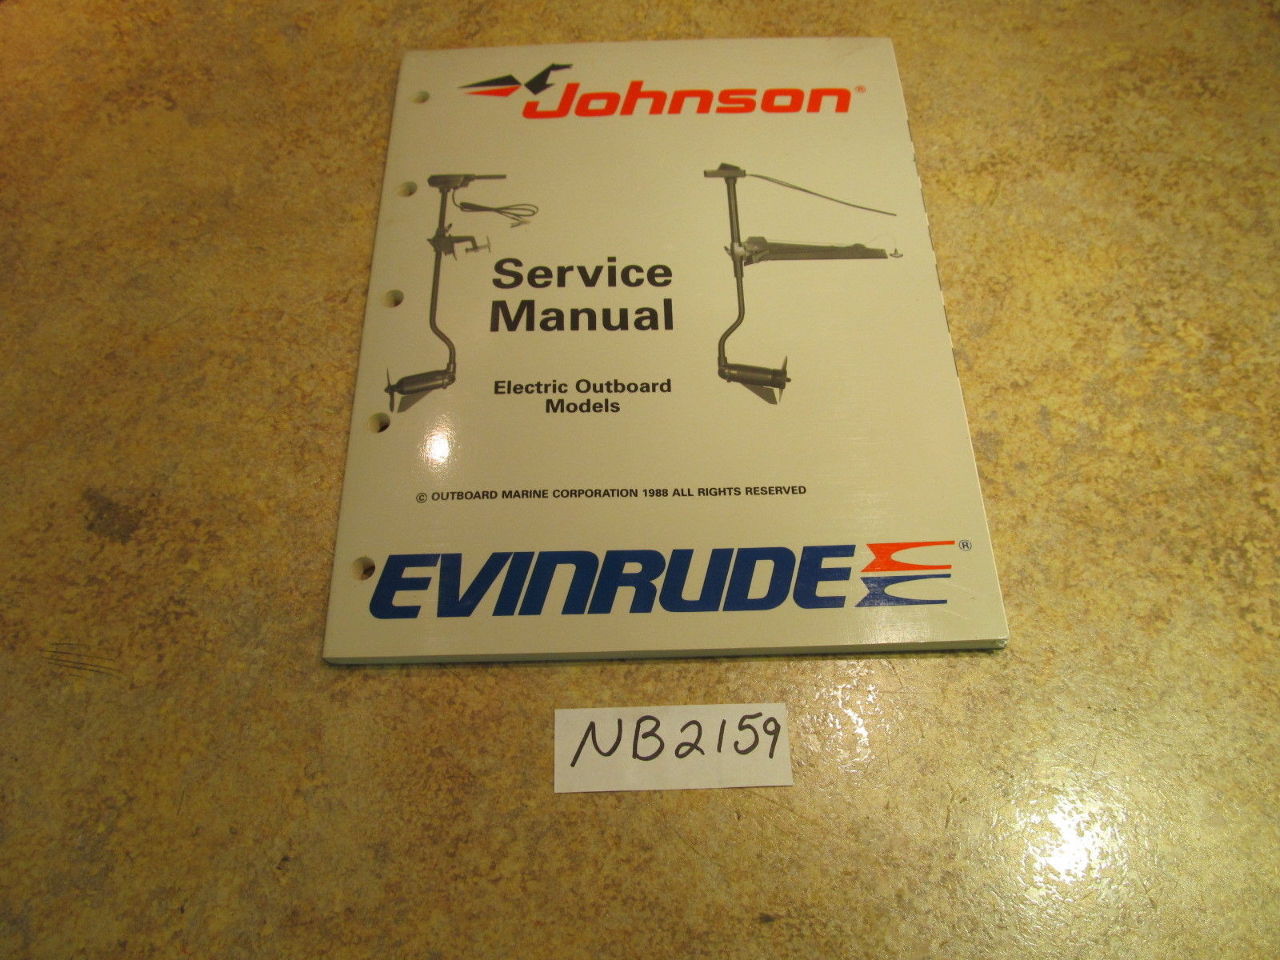 Johnson®
Service
Manual
Electric Outboard
Models
© OUTBOARD MARINE CORPORATION 1988 ALL RIGHTS RESERVED
EVINRUDE ®
NB2159